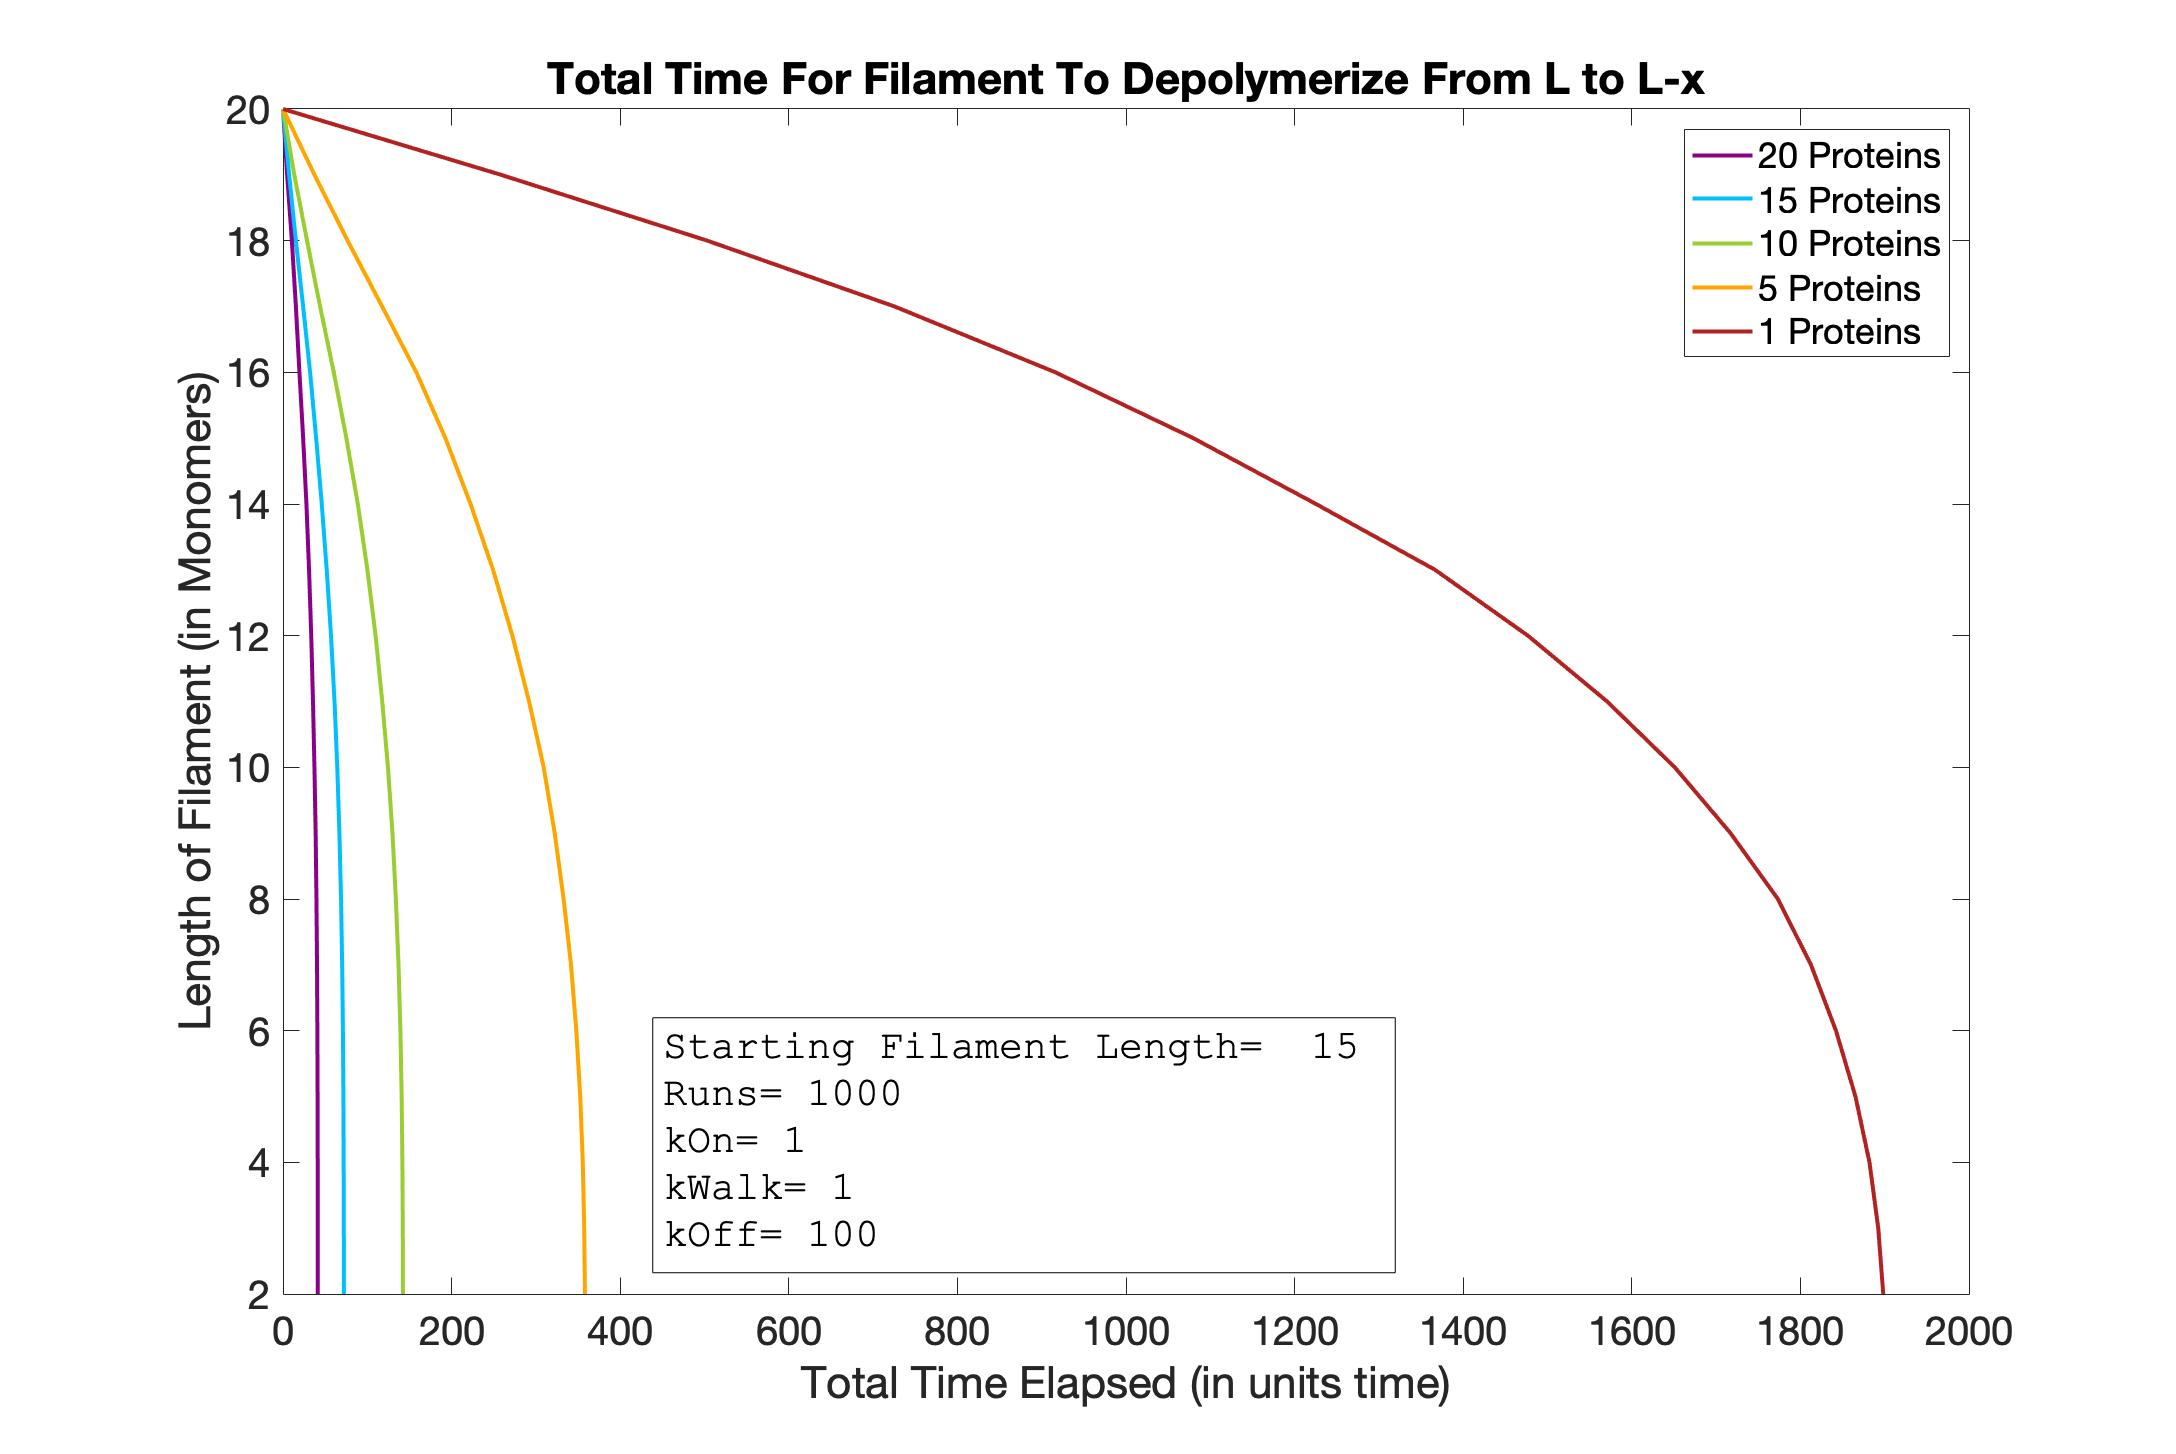 Total Time For Filament To Depolymerize From L to L-x
20
18
16
14
12
10
8
6
4
2
Length of Filament (in Monomers)
20 Proteins
15 Proteins
10 Proteins
5 Proteins
1 Proteins
Starting Filament Length= 15
Runs= 1000
kOn= 1
kWalk= 1
kOff= 100
0 200 400 600 800 1000 1200 1400 1600 1800 2000
Total Time Elapsed (in units time)